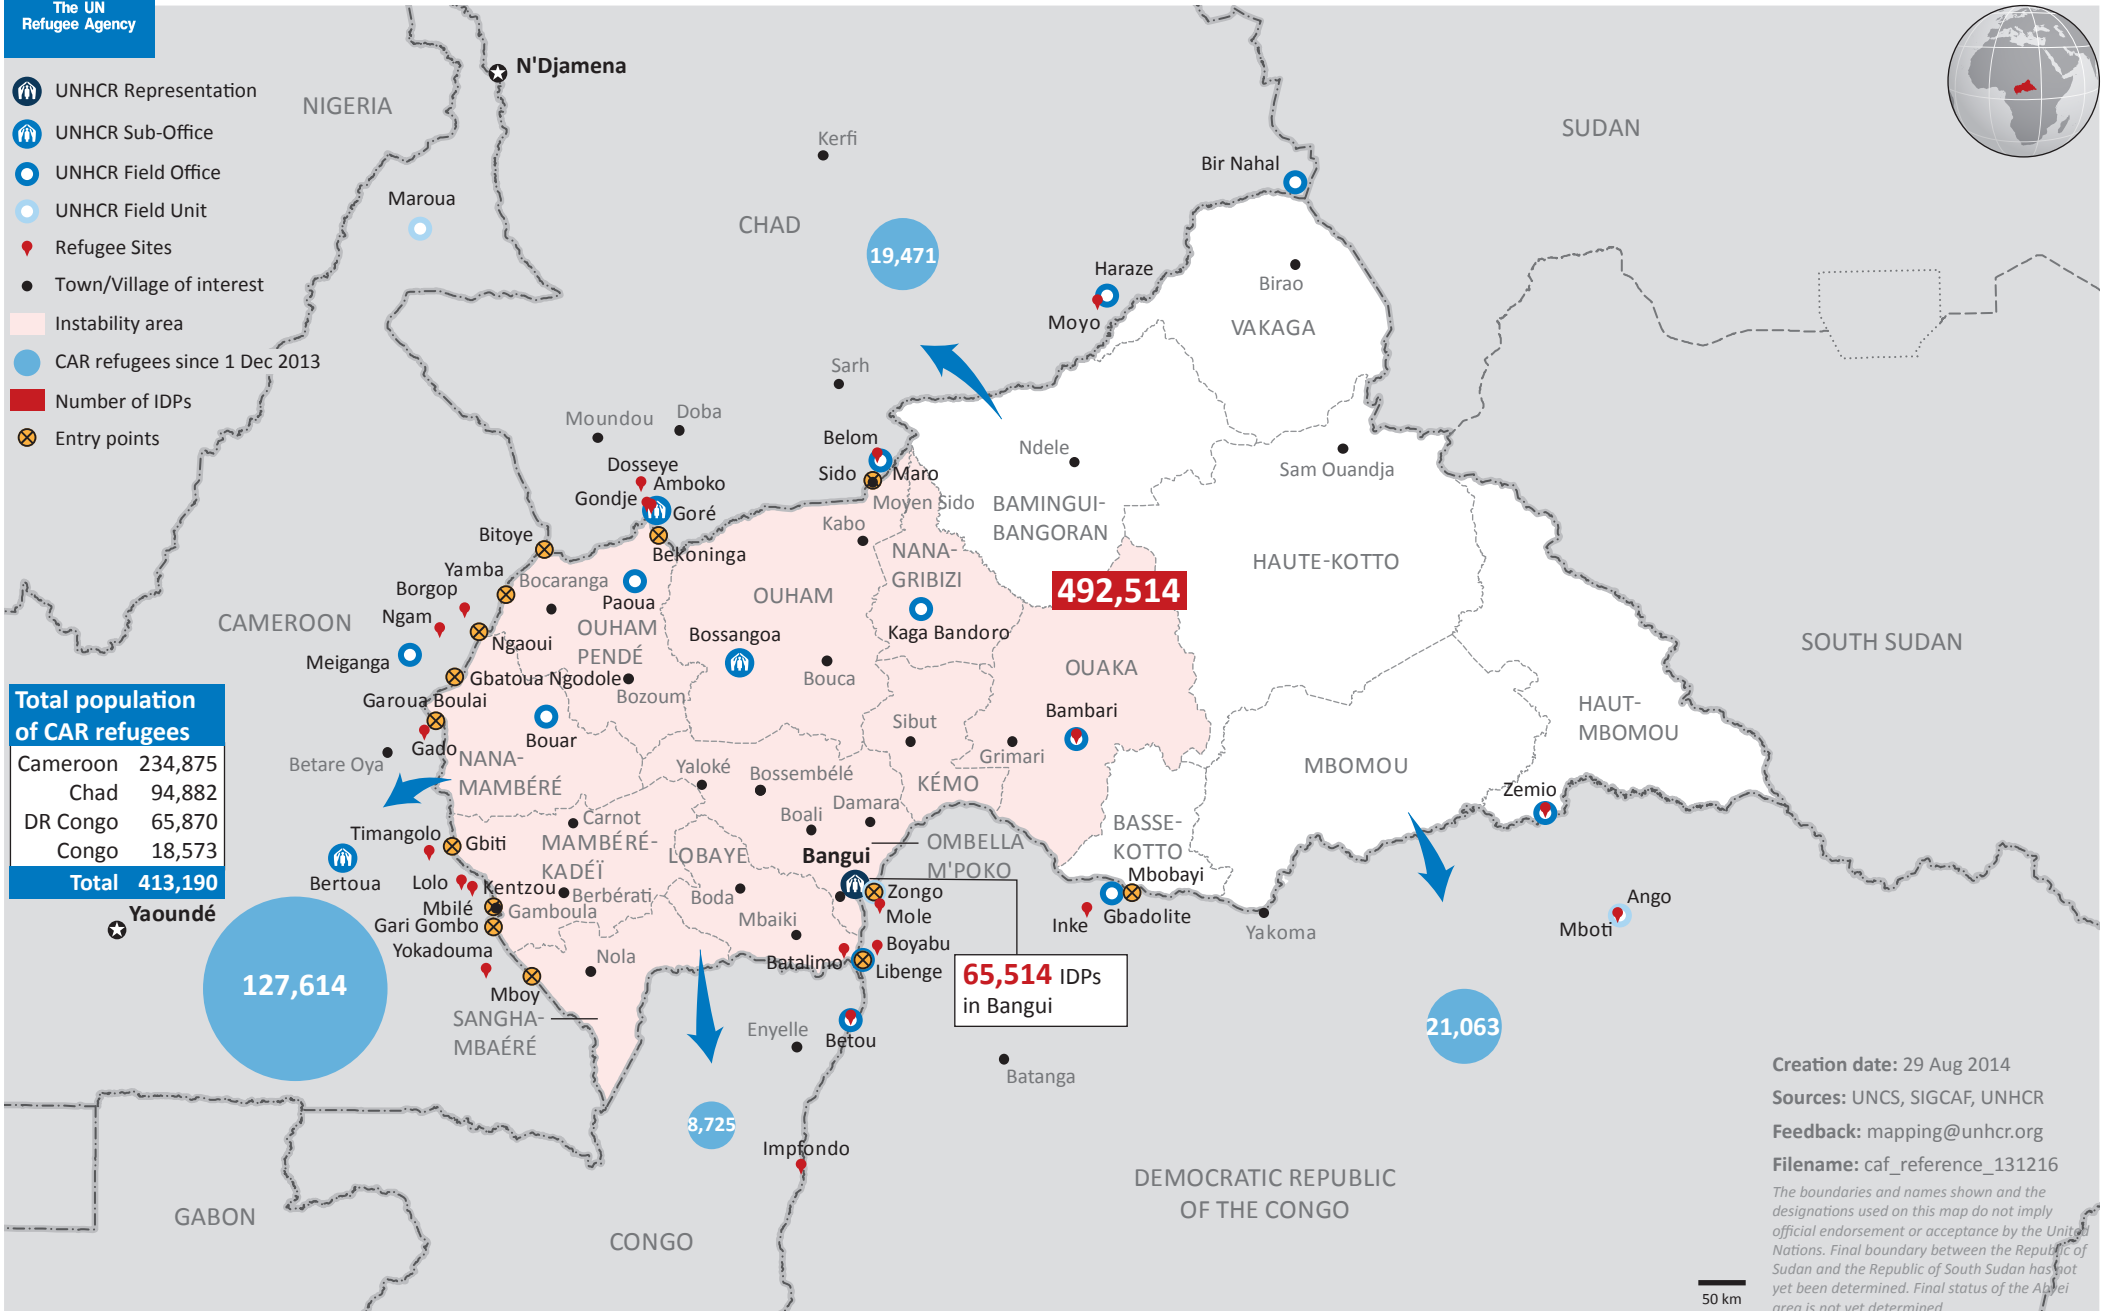 The UN
Refugee Agency
UNHCR Representation
UNHCR Sub-Office
UNHCR Field Office
UNHCR Field Unit
Refugee Sites
Town/Village of interest
Instability area
CAR refugees since 1 Dec 2013
Number of IDPs
Entry points
N'Djamena
NIGERIA
Maroua
Kerfi
CHAD
19,471
SUDAN
Bir Nahal
Haraze
Moyo
Birao
VAKAGA
Sarh
Moundou
Doba
Belom
Sido
Maro
Moyen Sido
Dosseye
Amboko
Gondje
Goré
Bekoninga
Kabo
Ndele
BAMINGUI-
BANGORAN
Sam Ouandja
HAUTE-KOTTO
Bitoye
Yamba
Borgop
Ngam
Bocaranga
Paoua
Ngaoui
OUHAM
PENDÉ
OUHAM
NANA-
GRIBIZI
Kaga Bandoro
492,514
CAMEROON
Meiganga
Gbatoua Ngodole
Bozoum
Bossangoa
Bouca
OUAKA
SOUTH SUDAN
Garoua Boulai
Gado
Betare Oya
Bouar
Sibut
Grimari
Bambari
HAUT-
MBOMOU
MBOMOU
Zemio
NANA-
MAMBÉRÉ
Yaloké
Bossembélé
KÉMO
Damara
Boali
Carnot
MAMBÉRÉ-
KADÉÏ
LOBAYE
Bangui
OMBELLA
M'POKO
BASSE-
KOTTO
Mbobayi
Gbadolite
Inke
Yakoma
Ango
Mboti
Total population
of CAR refugees
Cameroon 234,875
Chad 94,882
DR Congo 65,870
Congo 18,573
Total 413,190
Yaoundé
Timangolo
Gbiti
Bertoua
Lolo
Kentzou
Mbilé
Gamboula
Berbérati
Gari Gombo
Yokadouma
Mboy
Nola
Boda
Mbaiki
Batalimo
Zongo
Mole
Boyabu
Libenge
65,514 IDPs
in Bangui
SANGHA-
MBAÉRÉ
Enyelle
Betou
Batanga
127,614
8,725
21,063
Impfondo
GABON
CONGO
DEMOCRATIC REPUBLIC
OF THE CONGO
Creation date: 29 Aug 2014
Sources: UNCS, SIGCAF, UNHCR
Feedback: mapping@unhcr.org
Filename: caf_reference_131216
The boundaries and names shown and the
designations used on this map do not imply
official endorsement or acceptance by the United
Nations. Final boundary between the Republic of
Sudan and the Republic of South Sudan has not
yet been determined. Final status of the Abyei
area is not yet determined.
50 km